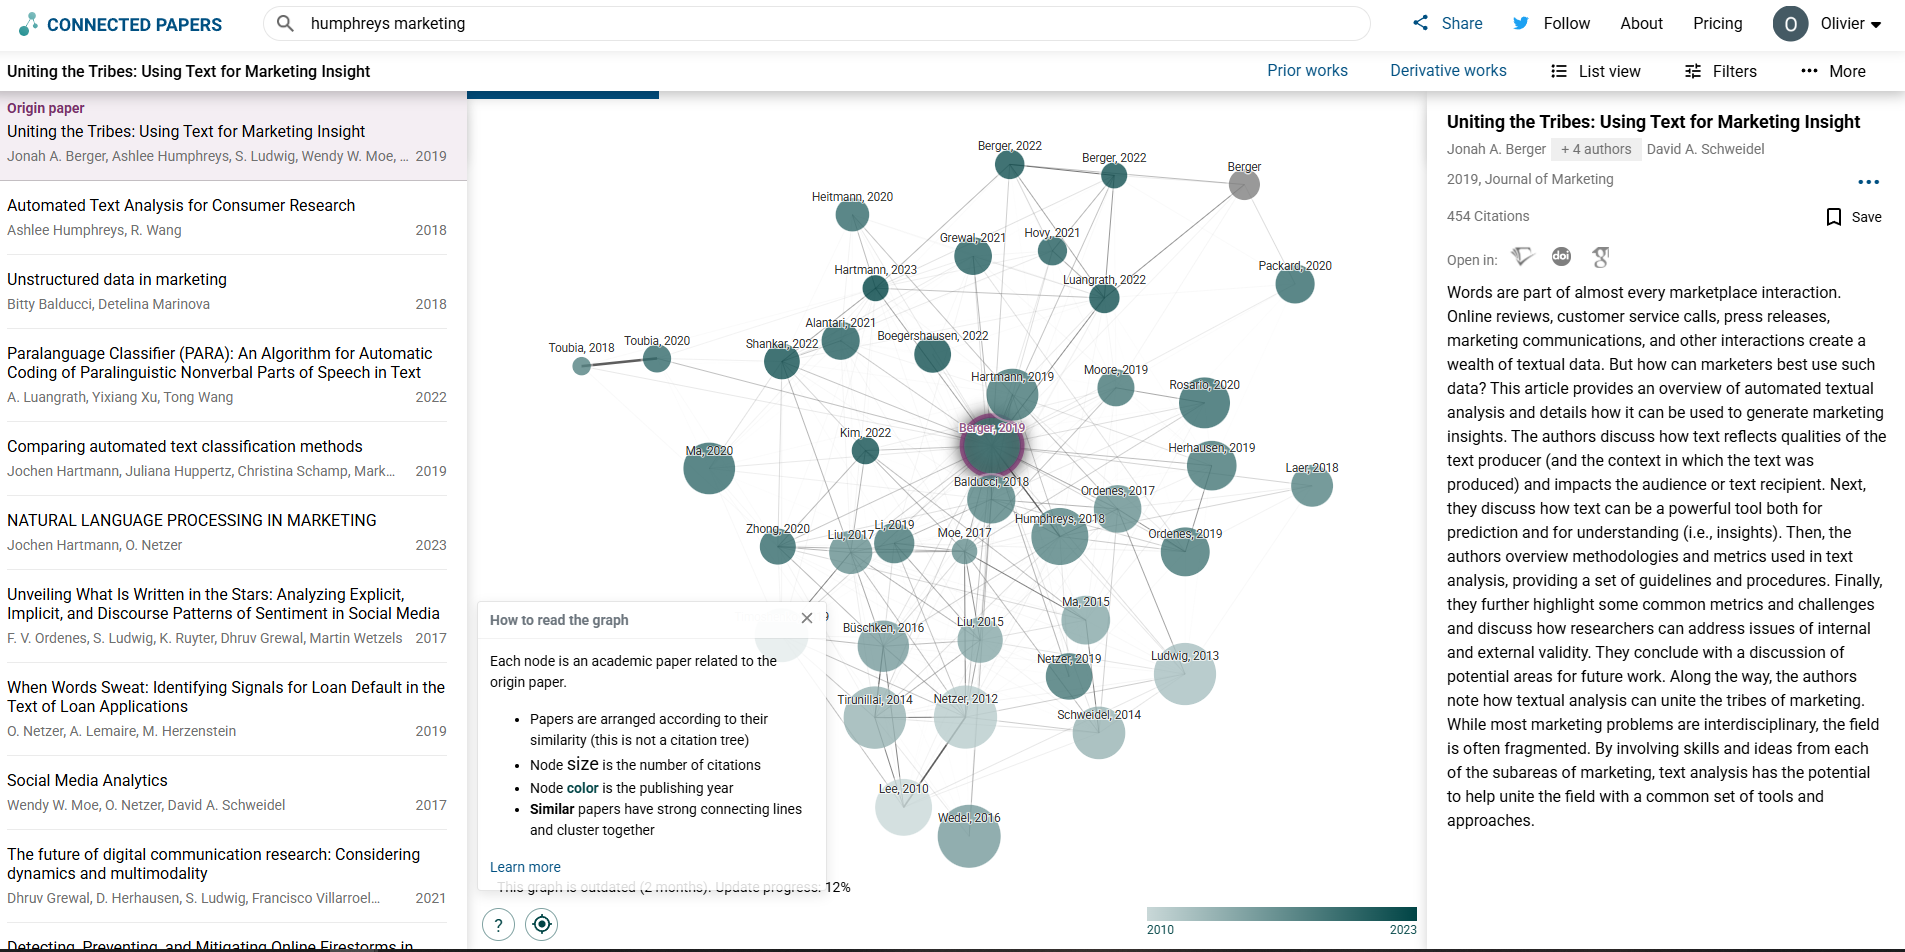 CONNECTED PAPERS
humphreys marketing
Share
Follow
About
Pricing
O
Olivier
Uniting the Tribes: Using Text for Marketing Insight
Prior works
Derivative works
List view
Filters
More
Origin paper
Uniting the Tribes: Using Text for Marketing Insight
Jonah A. Berger, Ashlee Humphreys, S. Ludwig, Wendy W. Moe, ... 2019
Automated Text Analysis for Consumer Research
Ashlee Humphreys, R. Wang 2018
Unstructured data in marketing
Bitty Balducci, Detelina Marinova 2018
Paralanguage Classifier (PARA): An Algorithm for Automatic
Coding of Paralinguistic Nonverbal Parts of Speech in Text
A. Luangrath, Yixiang Xu, Tong Wang 2022
Comparing automated text classification methods
Jochen Hartmann, Juliana Huppertz, Christina Schamp, Mark... 2019
NATURAL LANGUAGE PROCESSING IN MARKETING
Jochen Hartmann, O. Netzer 2023
Unveiling What Is Written in the Stars: Analyzing Explicit,
Implicit, and Discourse Patterns of Sentiment in Social Media
F. V. Ordenes, S. Ludwig, K. Ruyter, Dhruv Grewal, Martin Wetzels 2017
When Words Sweat: Identifying Signals for Loan Default in the
Text of Loan Applications
O. Netzer, A. Lemaire, M. Herzenstein 2019
Social Media Analytics
Wendy W. Moe, O. Netzer, David A. Schweidel 2017
The future of digital communication research: Considering
dynamics and multimodality
Dhruv Grewal, D. Herhausen, S. Ludwig, Francisco Villarroel... 2021
Detecting, Preventing, and Mitigating Online Firestorms in
Berger, 2022
Berger, 2022
Berger
Heitmann, 2020
Grewal, 2021
Hovy, 2021
Hartmann, 2023
Luangrath, 2022
Packard, 2020
Alantari, 2021
Boegershausen, 2022
Toubia, 2018
Toubia, 2020
Shankar, 2022
Hartmann, 2019
Moore, 2019
Rosario, 2020
Berger, 2019
Kim, 2022
Ma, 2020
Herhausen, 2019
Laer, 2018
Balducci, 2018
Ordenes, 2017
Humphreys, 2018
Ordenes, 2019
Zhong, 2020
Liu, 2017
Li, 2019
Moe, 2017
Ma, 2015
Büschken, 2016
Liu, 2015
Netzer, 2019
Ludwig, 2013
Tirunillai, 2014
Netzer, 2012
Schweidel, 2014
Lee, 2010
Wedel, 2016
How to read the graph
9
Each node is an academic paper related to the
origin paper.
• Papers are arranged according to their
similarity (this is not a citation tree)
• Node size is the number of citations
• Node color is the publishing year
• Similar papers have strong connecting lines
and cluster together
Learn more
This graph is outdated (2 months). Update progress: 12%
?
2010
2023
Uniting the Tribes: Using Text for Marketing Insight
Jonah A. Berger + 4 authors David A. Schweidel
2019, Journal of Marketing
454 Citations
Save
Open in:
doi
g
Words are part of almost every marketplace interaction.
Online reviews, customer service calls, press releases,
marketing communications, and other interactions create a
wealth of textual data. But how can marketers best use such
data? This article provides an overview of automated textual
analysis and details how it can be used to generate marketing
insights. The authors discuss how text reflects qualities of the
text producer (and the context in which the text was
produced) and impacts the audience or text recipient. Next,
they discuss how text can be a powerful tool both for
prediction and for understanding (i.e., insights). Then, the
authors overview methodologies and metrics used in text
analysis, providing a set of guidelines and procedures. Finally,
they further highlight some common metrics and challenges
and discuss how researchers can address issues of internal
and external validity. They conclude with a discussion of
potential areas for future work. Along the way, the authors
note how textual analysis can unite the tribes of marketing.
While most marketing problems are interdisciplinary, the field
is often fragmented. By involving skills and ideas from each
of the subareas of marketing, text analysis has the potential
to help unite the field with a common set of tools and
approaches.